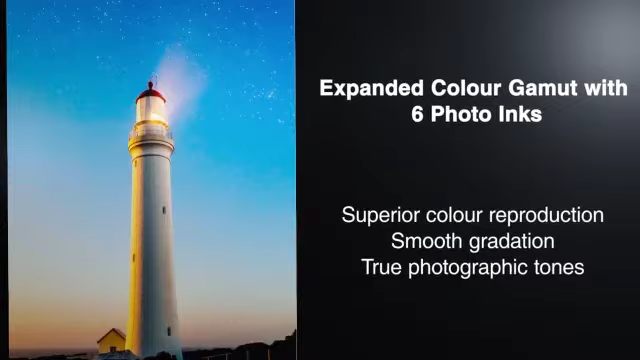 Expanded Colour Gamut with
6 Photo Inks
Superior colour reproduction
Smooth gradation
True photographic tones